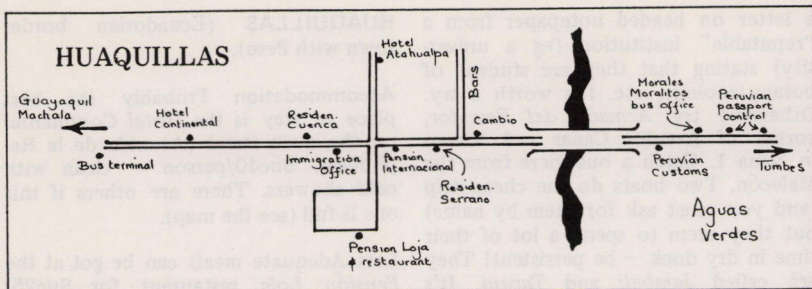 HUAQUILLAS
Guayaquil
Machala
Bus terminal
Hotel
Continental
Residen.
Cuenca
Immigration
Office
Hotel
Atahualba
Pension
Internacional
Bars
Cambio
Residen.
Serrano
Pension Loja
restaurant
Morales
Moralitos
bus office
Peruvian
passport
control
Peruvian
Customs
Tumbes
Aguas
Verdes